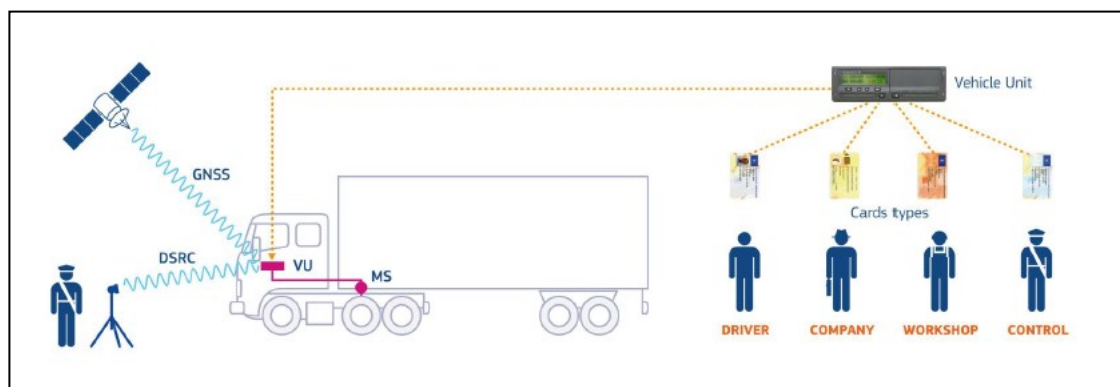 Vehicle Unit
GNSS
Cards types
DSRC
VU
MS
DRIVER
COMPANY
WORKSHOP
CONTROL